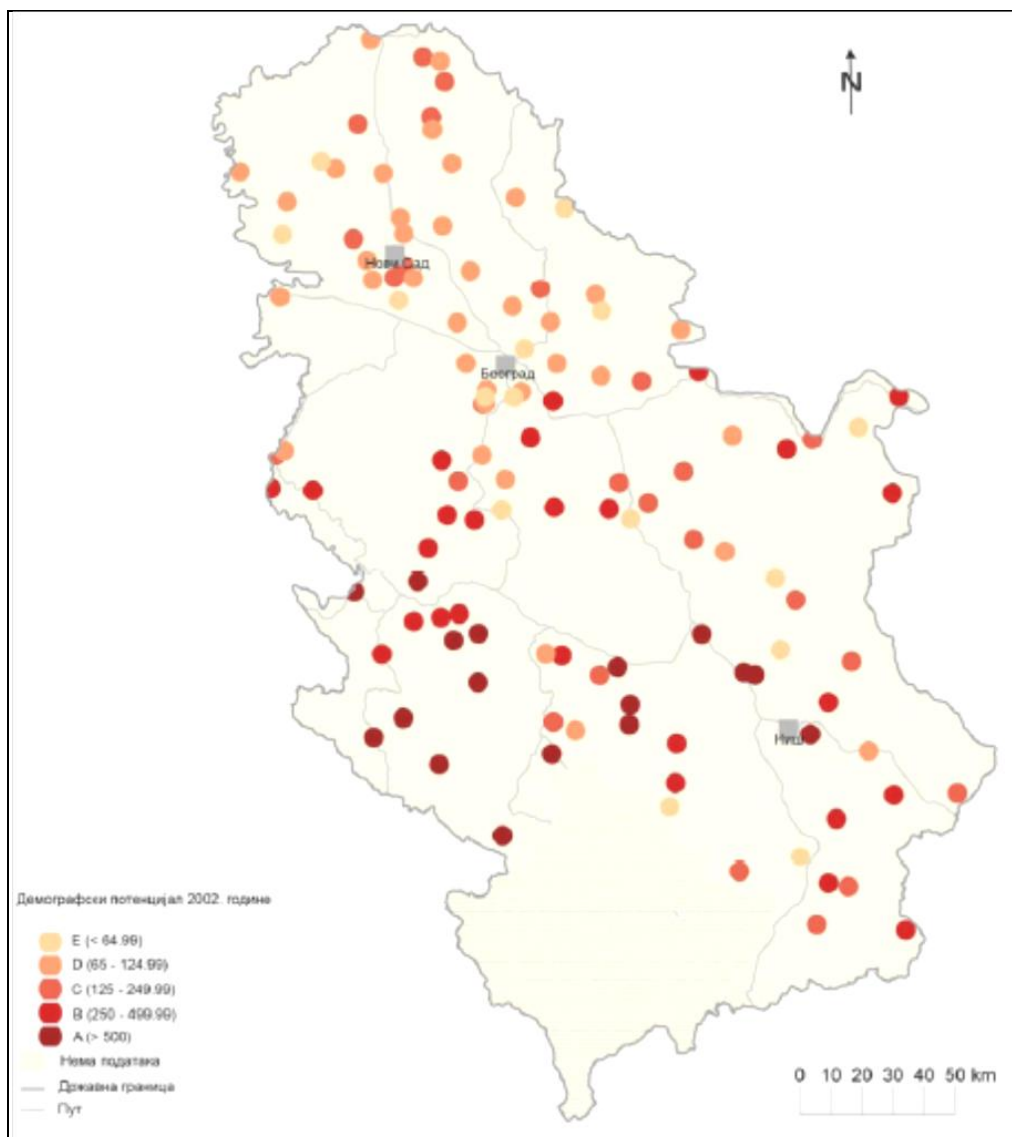 N
Нови Сад
Београд
Ниш
Демографски потенцијал 2002. године
E (< 64.99)
D (65 - 124.99)
C (125 - 249.99)
B (250 - 499.99)
A (> 500)
Нема података
Државна граница
Пут
0 10 20 30 40 50 km